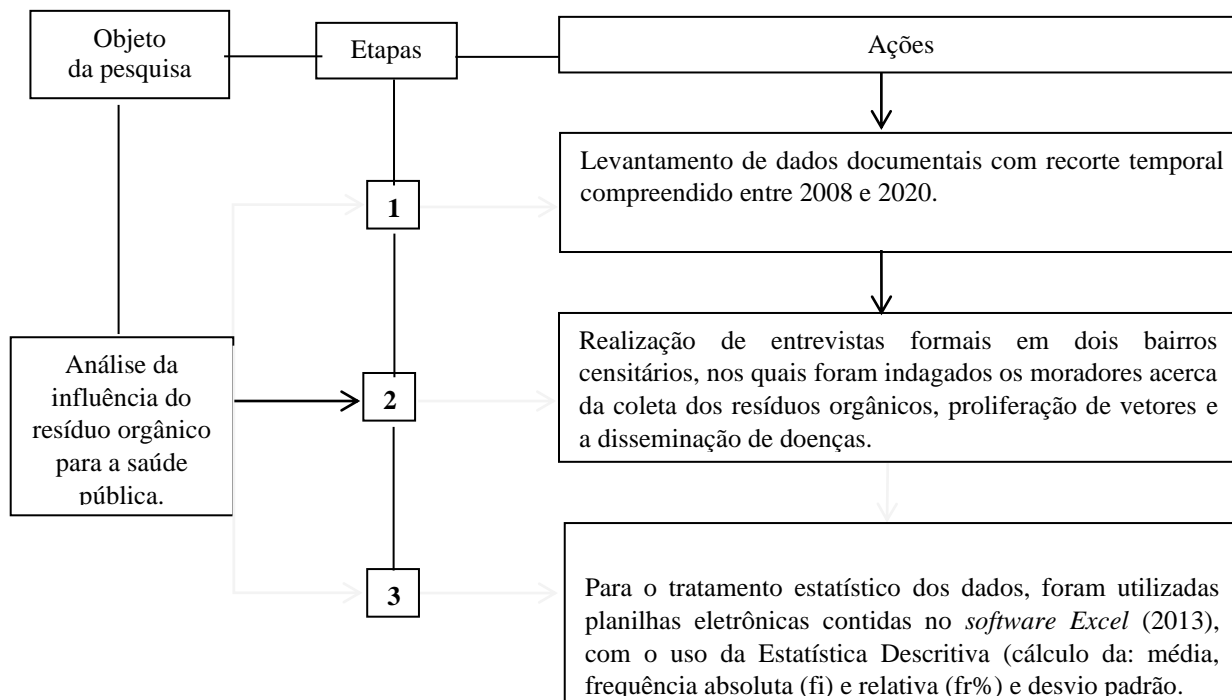 Objeto
da pesquisa
Etapas
Ações
Levantamento de dados documentais com recorte temporal
compreendido entre 2008 e 2020.
1
Realização de entrevistas formais em dois bairros
censitários, nos quais foram indagados os moradores acerca
da coleta dos resíduos orgânicos, proliferação de vetores e
a disseminação de doenças.
Análise da
influência do
resíduo orgânico
para a saúde
pública.
2
3
Para o tratamento estatístico dos dados, foram utilizadas
planilhas eletrônicas contidas no software Excel (2013),
com o uso da Estatística Descritiva (cálculo da: média,
frequência absoluta (fi) e relativa (fr%) e desvio padrão.